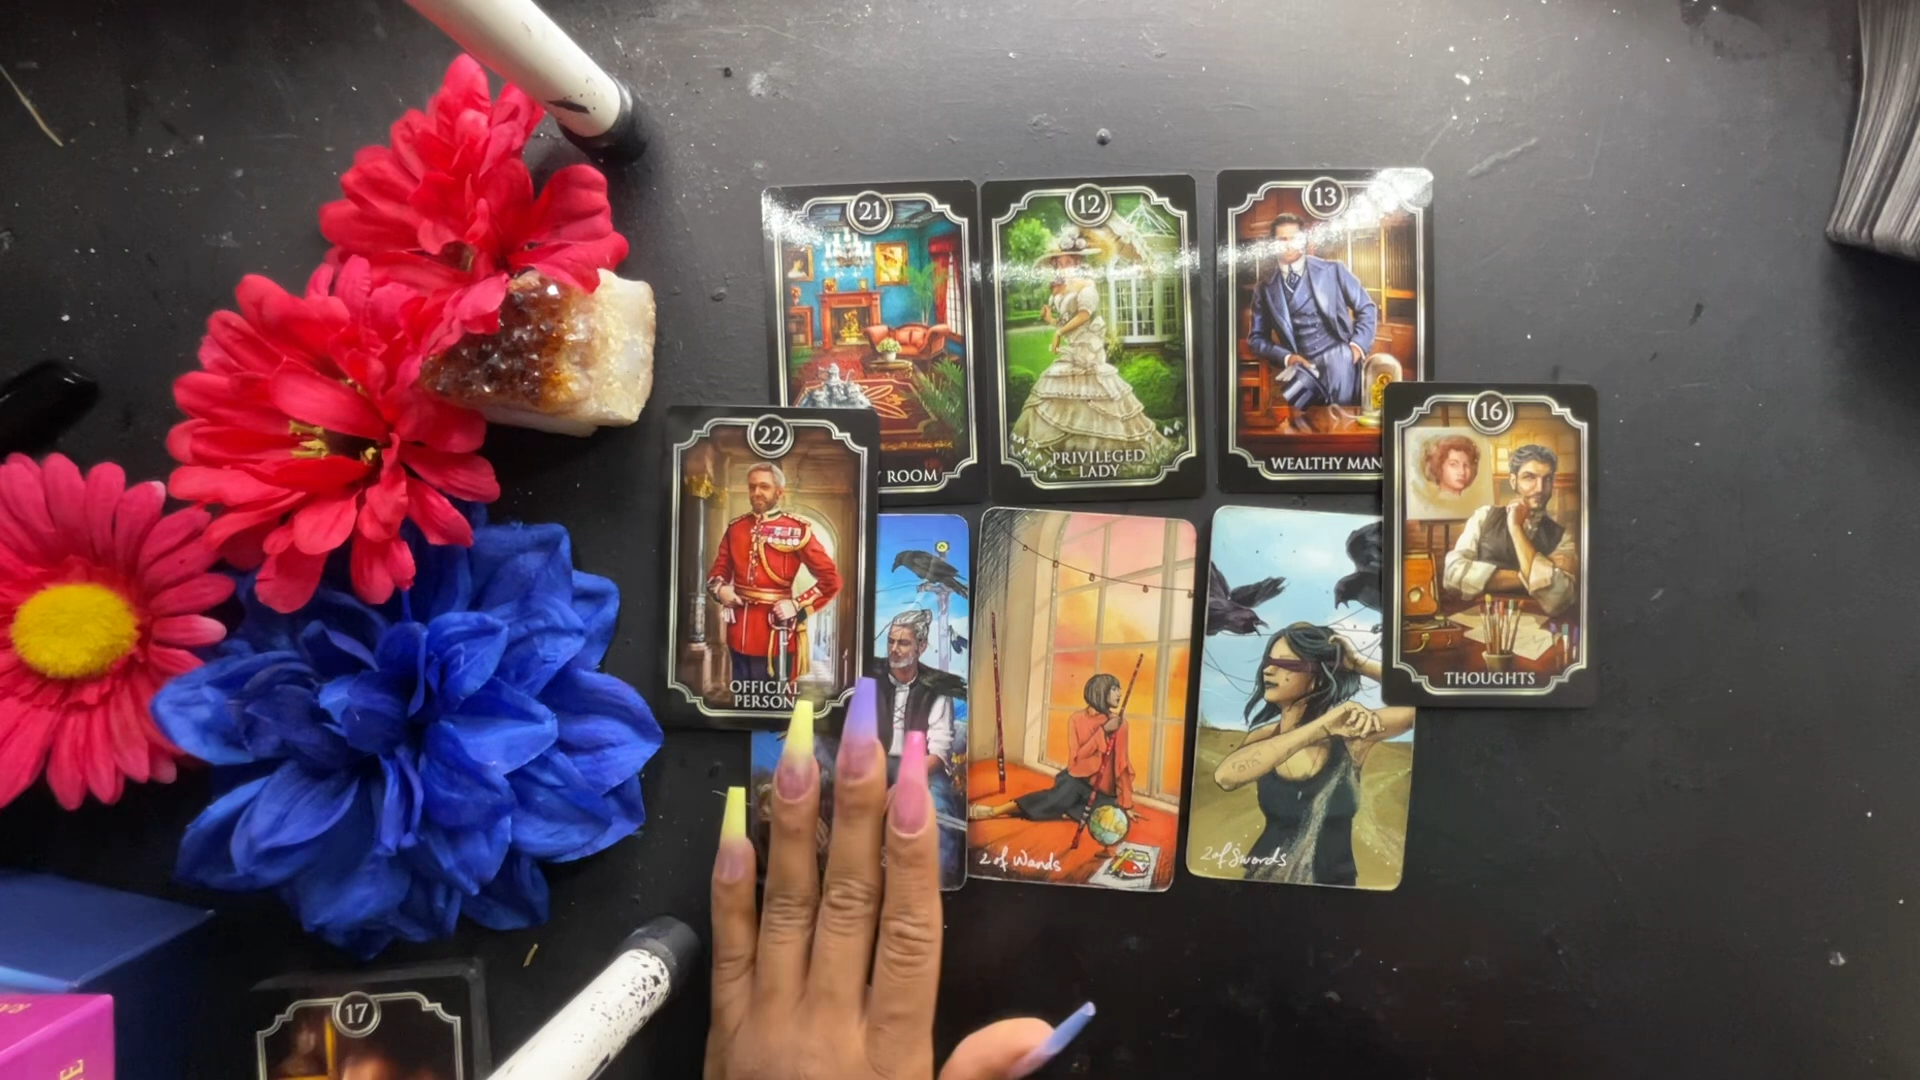 21
Y ROOM
12
PRIVILEGED
LADY
13
WEALTHY MAN
22
OFFICIAL
PERSON
16
THOUGHTS
2 of Wands
2 of Swords
17